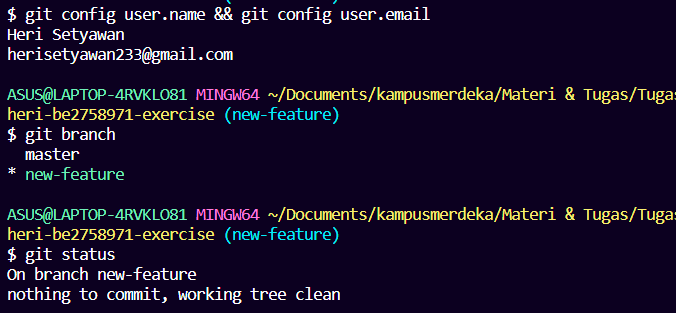 $ git config user.name && git config user.email
Heri Setyawan
herisetyawan233@gmail.com
ASUS@LAPTOP-4RVKLO81 MINGW64 ~/Documents/kampusmerdeka/Materi & Tugas/Tugas
heri-be2758971-exercise (new-feature)
$ git branch
  master
* new-feature
ASUS@LAPTOP-4RVKLO81 MINGW64 ~/Documents/kampusmerdeka/Materi & Tugas/Tugas
heri-be2758971-exercise (new-feature)
$ git status
On branch new-feature
nothing to commit, working tree clean